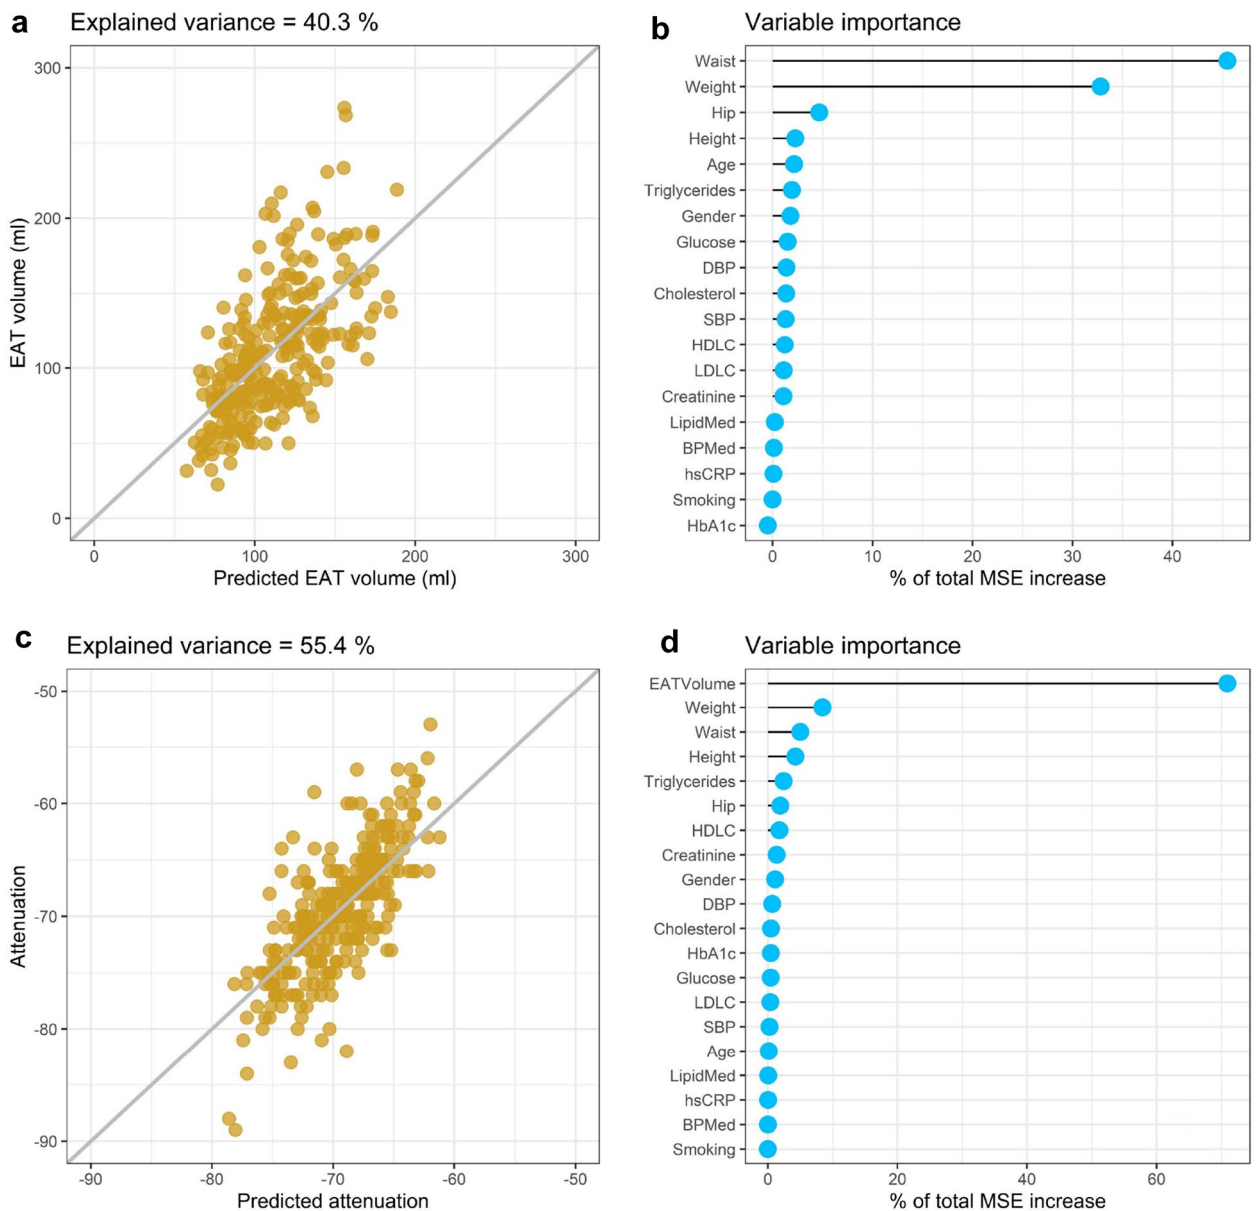 a
Explained variance = 40.3 %
300
200
100
0
EAT volume (ml)
0 100 200 300
Predicted EAT volume (ml)
b
Variable importance
Waist
Weight
Hip
Height
Age
Triglycerides
Gender
Glucose
DBP
Cholesterol
SBP
HDLC
LDLC
Creatinine
LipidMed
BPMed
hsCRP
Smoking
HbA1c
0 10 20 30 40
% of total MSE increase
c
Explained variance = 55.4 %
-50
-60
-70
-80
-90
Attenuation
-90 -80 -70 -60 -50
Predicted attenuation
d
Variable importance
EATVolume
Weight
Waist
Height
Triglycerides
Hip
HDLC
Creatinine
Gender
DBP
Cholesterol
HbA1c
Glucose
LDLC
SBP
Age
LipidMed
hsCRP
BPMed
Smoking
0 20 40 60
% of total MSE increase